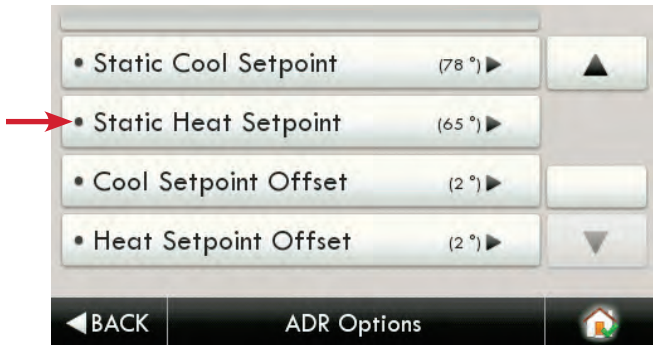 • Static Cool Setpoint (78 °)▶
• Static Heat Setpoint (65 °)▶
• Cool Setpoint Offset (2 °)▶
• Heat Setpoint Offset (2 °)▶
◀BACK ADR Options